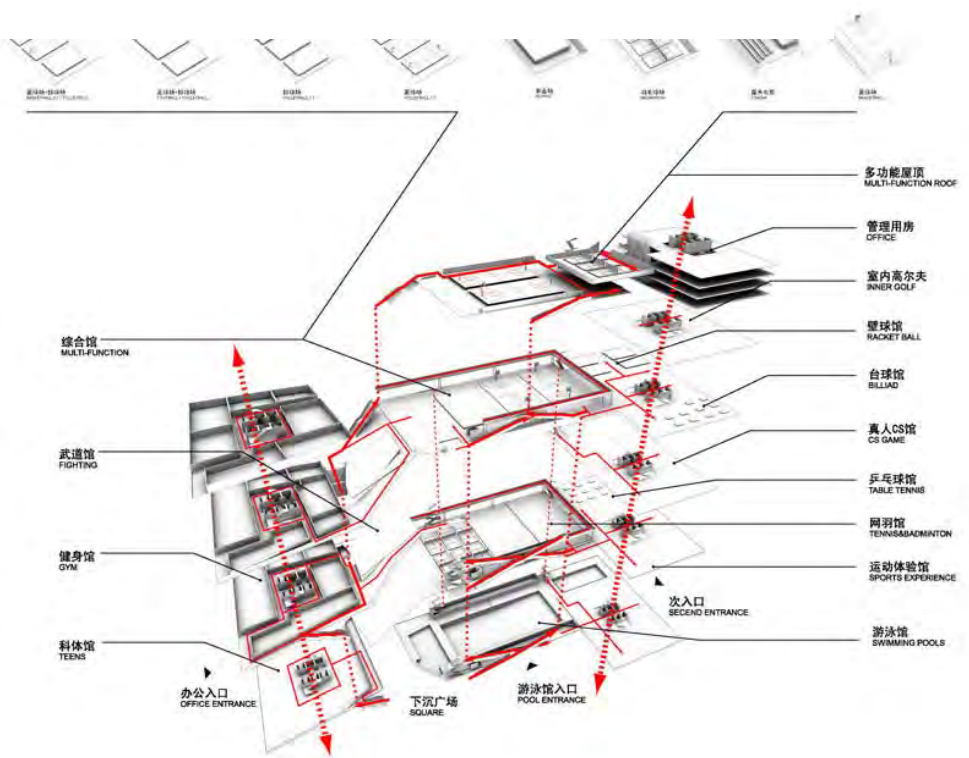 多功能屋顶
MULTI-FUNCTION ROOF
管理用房
OFFICE
室内高尔夫
INNER GOLF
壁球馆
RACKET BALL
综合馆
MULTI-FUNCTION
台球馆
BILLIAD
真人CS馆
CS GAME
武道馆
FIGHTING
乒乓球馆
TABLE TENNIS
网羽馆
TENNIS&BADMINTON
健身馆
GYM
运动体验馆
SPORTS EXPERIENCE
次入口
SECEND ENTRANCE
游泳馆
SWIMMING POOLS
科体馆
TEENS
办公入口
OFFICE ENTRANCE
下沉广场
SQUARE
游泳馆入口
POOL ENTRANCE